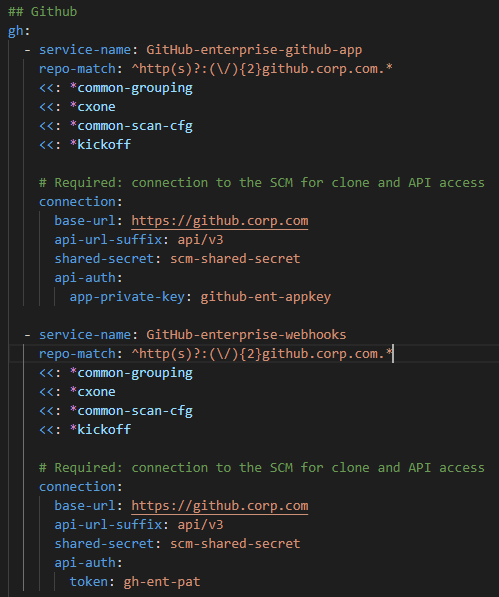 ## Github
gh:
- service-name: GitHub-enterprise-github-app
repo-match: ^http(s)?:(\/){2}github.corp.com.*
<<: *common-grouping
<<: *cxone
<<: *common-scan-cfg
<<: *kickoff
# Required: connection to the SCM for clone and API access
connection:
base-url: https://github.corp.com
api-url-suffix: api/v3
shared-secret: scm-shared-secret
api-auth:
app-private-key: github-ent-appkey
- service-name: GitHub-enterprise-webhooks
repo-match: ^http(s)?:(\/){2}github.corp.com.*
<<: *common-grouping
<<: *cxone
<<: *common-scan-cfg
<<: *kickoff
# Required: connection to the SCM for clone and API access
connection:
base-url: https://github.corp.com
api-url-suffix: api/v3
shared-secret: scm-shared-secret
api-auth:
token: gh-ent-pat